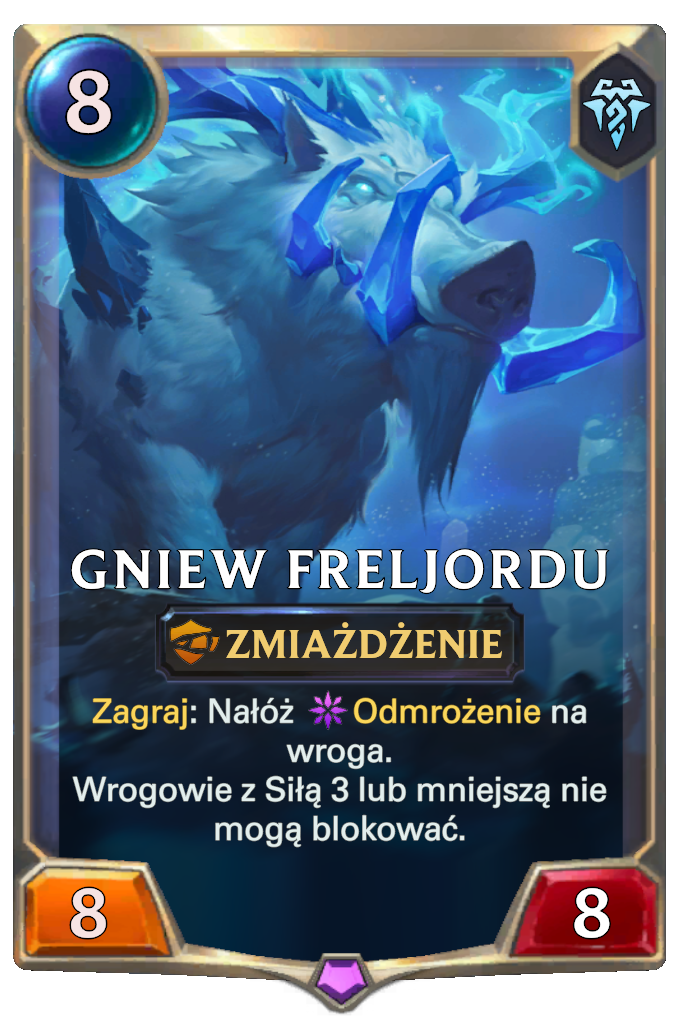 8
GNIEW FRELJORDU
ZMIAŻDŻENIE
Zagraj: Nałóż Odmrożenie na
wroga.
Wrogowie z Siłą 3 lub mniejszą nie
mogą blokować.
8
8